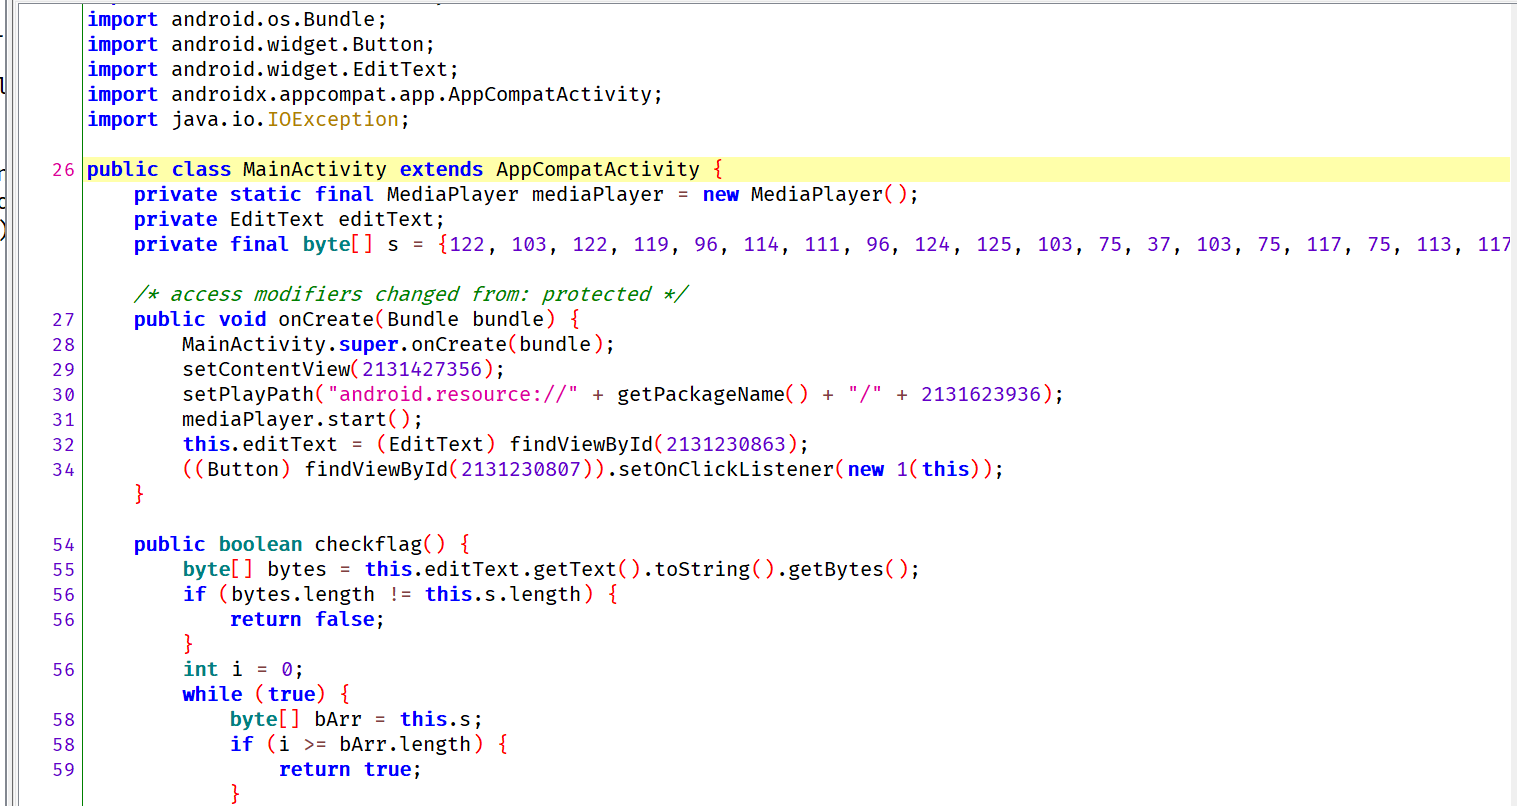 import android.os.Bundle;
import android.widget.Button;
import android.widget.EditText;
import androidx.appcompat.app.AppCompatActivity;
import java.io.IOException;
26 public class MainActivity extends AppCompatActivity {
private static final MediaPlayer mediaPlayer = new MediaPlayer();
private EditText editText;
private final byte[] s = {122, 103, 122, 119, 96, 114, 111, 96, 124, 125, 103, 75, 37, 103, 75, 117, 75, 113, 117
/* access modifiers changed from: protected */
27 public void onCreate(Bundle bundle) {
28 MainActivity.super.onCreate(bundle);
29 setContentView(2131427356);
30 setPlayPath("android.resource://" + getPackageName() + "/" + 2131623936);
31 mediaPlayer.start();
32 this.editText = (EditText) findViewById(2131230863);
34 ((Button) findViewById(2131230807)).setOnClickListener(new 1(this));
}
54 public boolean checkflag() {
55 byte[] bytes = this.editText.getText().toString().getBytes();
56 if (bytes.length != this.s.length) {
56 return false;
}
56 int i = 0;
while (true) {
58 byte[] bArr = this.s;
58 if (i >= bArr.length) {
59 return true;
}